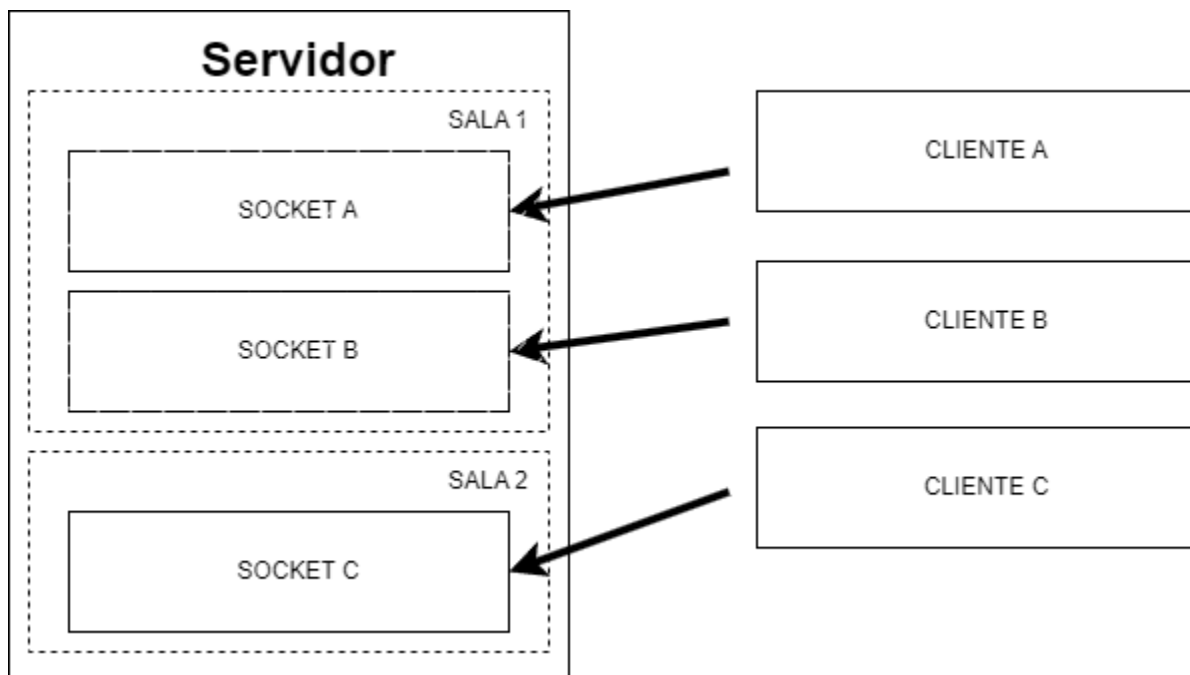 Servidor
SALA 1
SOCKET A
SOCKET B
SALA 2
SOCKET C
CLIENTE A
CLIENTE B
CLIENTE C